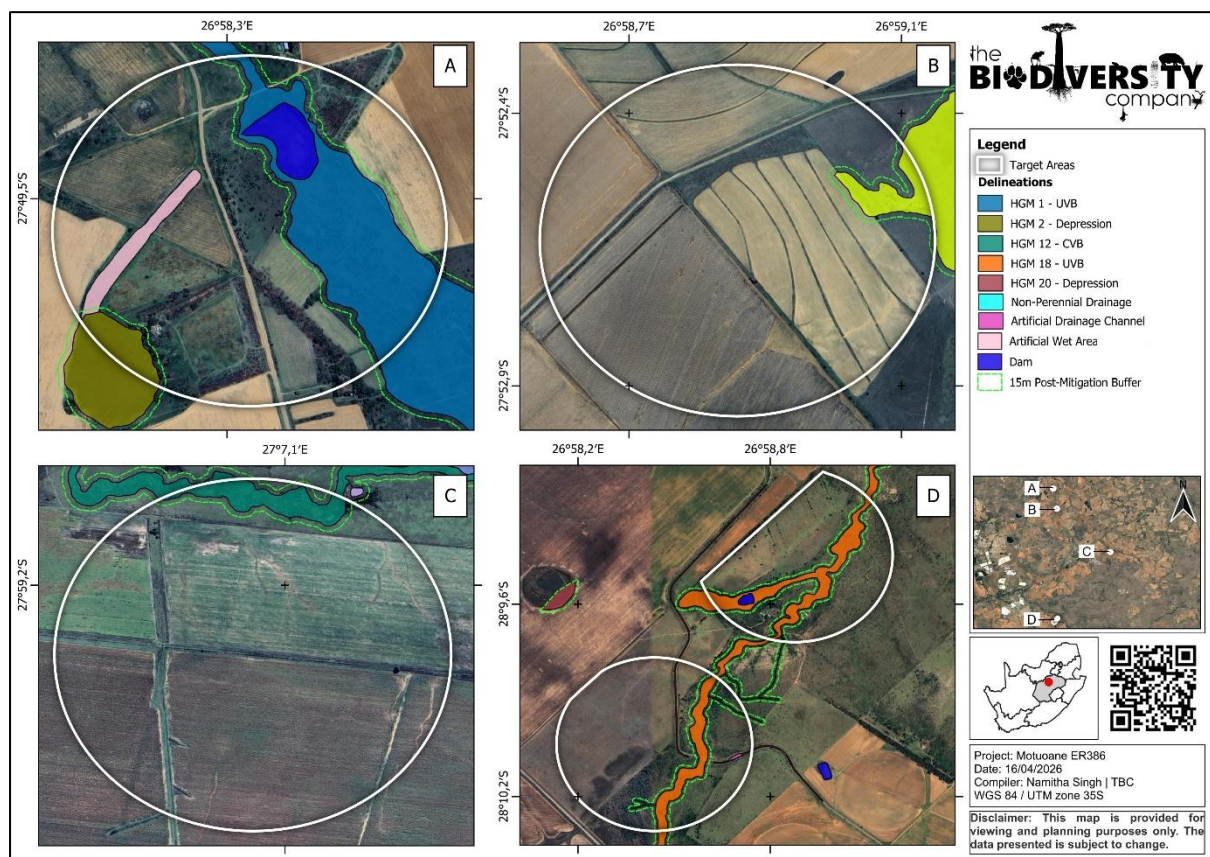 26°58,3'E
A
27°49,5'S
26°58,7'E
26°59,1'E
B
27°52,4'S
27°52,9'S
27°7,1'E
C
27°59,2'S
26°58,2'E
26°58,8'E
D
28°9,6'S
28°10,2'S
the
BIODIVERSITY
company
Legend
Target Areas
Delineations
HGM 1 - UVB
HGM 2 - Depression
HGM 12 - CVB
HGM 18 - UVB
HGM 20 - Depression
Non-Perennial Drainage
Artificial Drainage Channel
Artificial Wet Area
Dam
15m Post-Mitigation Buffer
A
B
C
D
N
Project: Motuoane ER386
Date: 16/04/2026
Compiler: Namitha Singh | TBC
WGS 84 / UTM zone 35S
Disclaimer: This map is provided for
viewing and planning purposes only. The
data presented is subject to change.